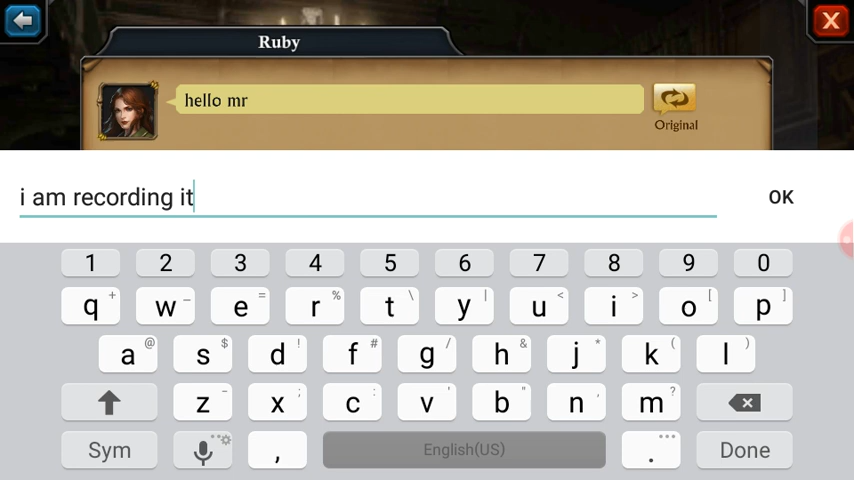 Ruby
hello mr
Original
i am recording it
OK
1 2 3 4 5 6 7 8 9 0
q + w _ e = r % t \ y | u < i > o [ p ]
a @ s $ d ! f # g / h & j * k ( l )
z - x ; c : v ' b " n , m ?
Sym , English(US) . Done